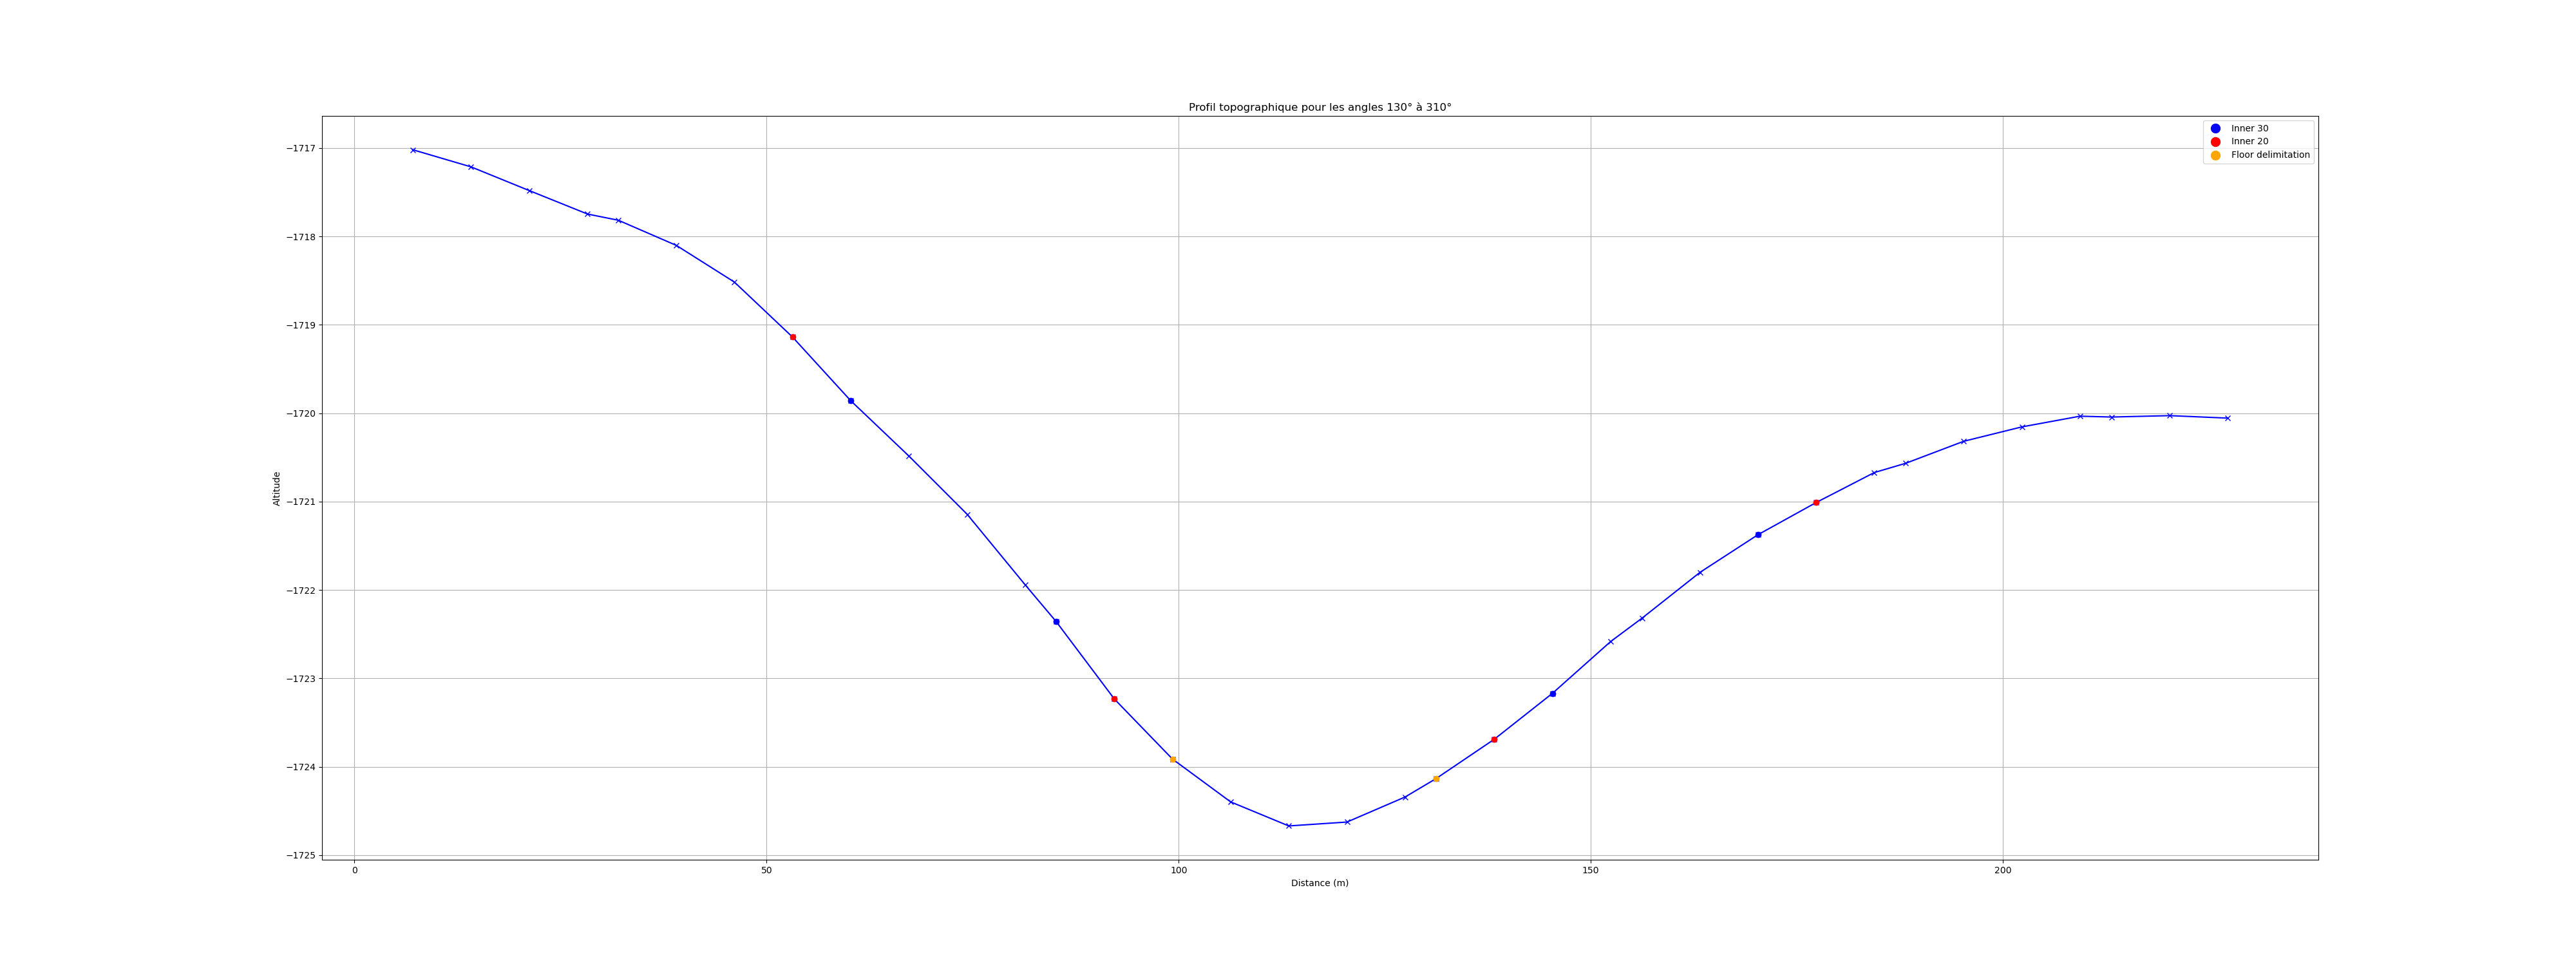 Profil topographique pour les angles 130° à 310°
Inner 30
Inner 20
Floor delimitation
−1717
−1718
−1719
−1720
−1721
−1722
−1723
−1724
−1725
Altitude
0 50 100 150 200
Distance (m)